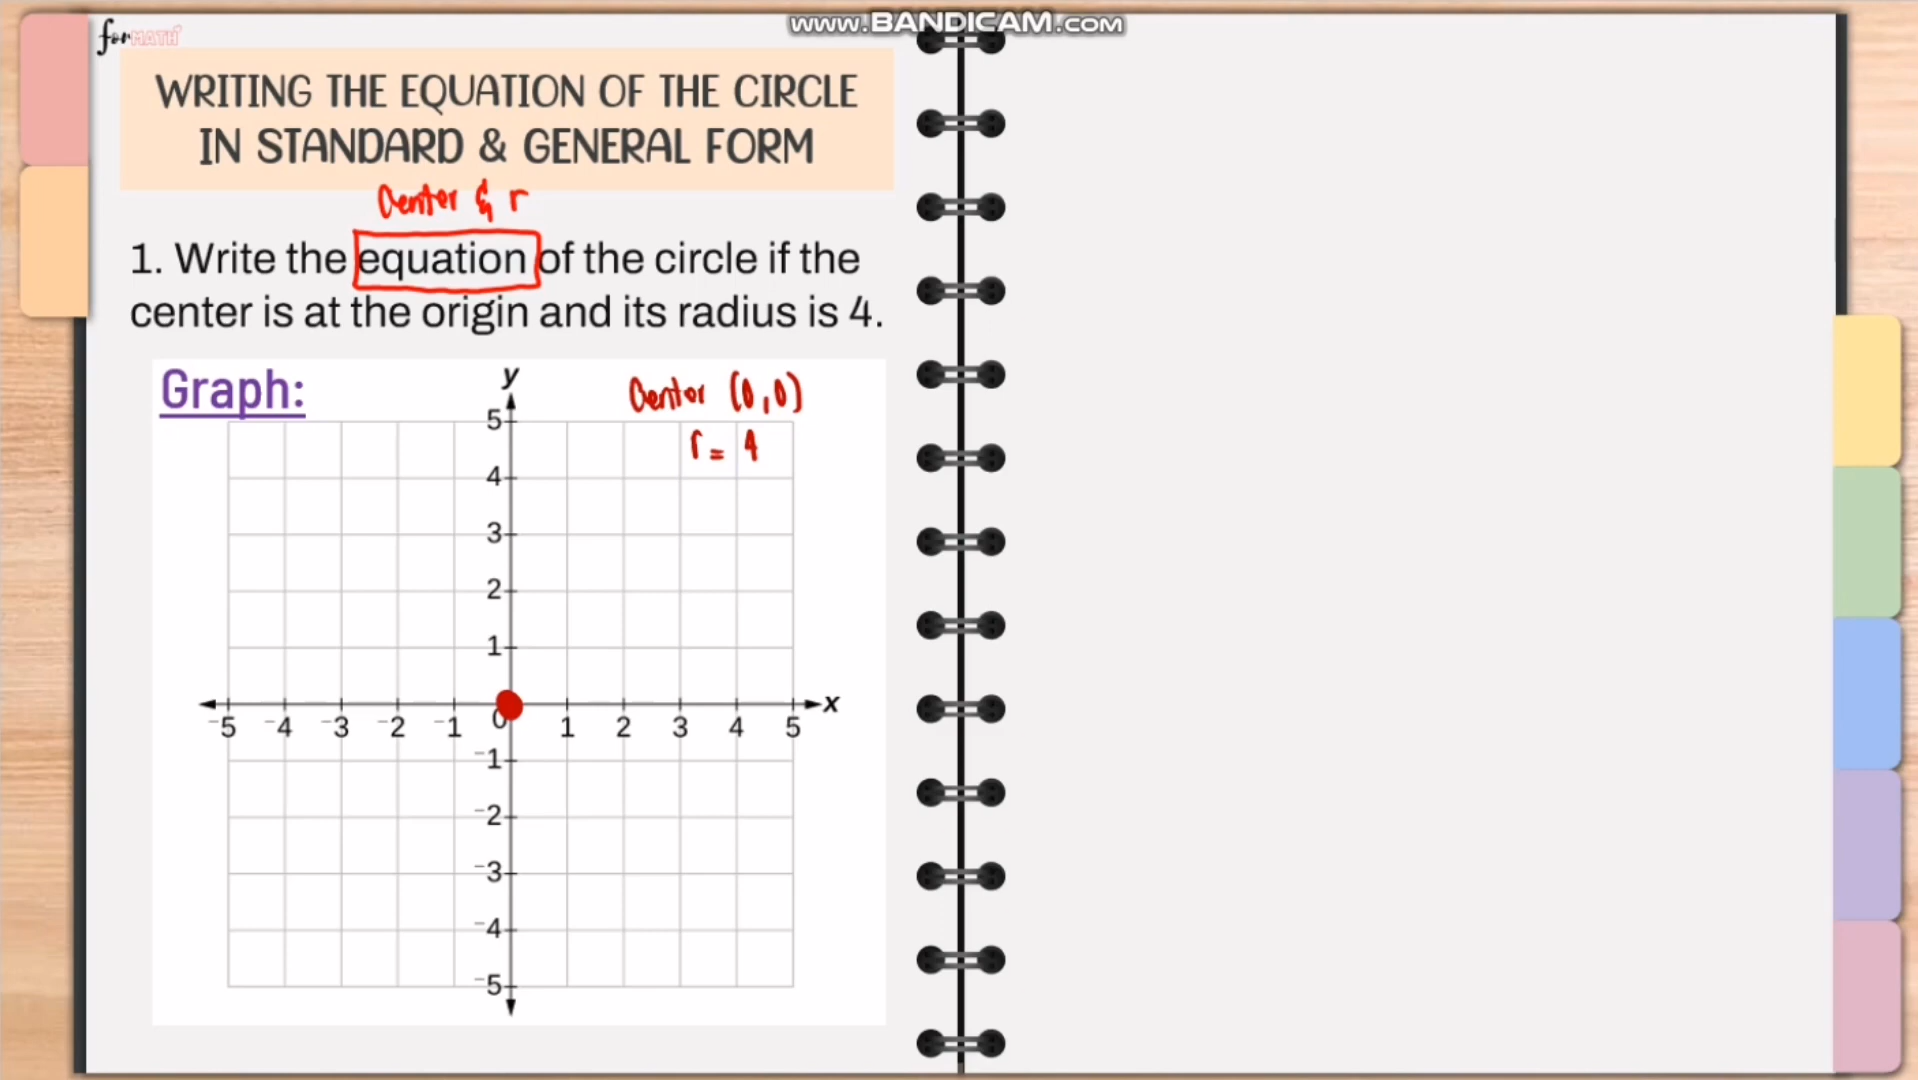 www.BANDICAM.com
forMATH
WRITING THE EQUATION OF THE CIRCLE
IN STANDARD & GENERAL FORM
Center & r
1. Write the equation of the circle if the
center is at the origin and its radius is 4.
Graph:
y
Center (0,0)
r = 4
5
4
3
2
1
x
-5 -4 -3 -2 -1 0 1 2 3 4 5
-1
-2
-3
-4
-5